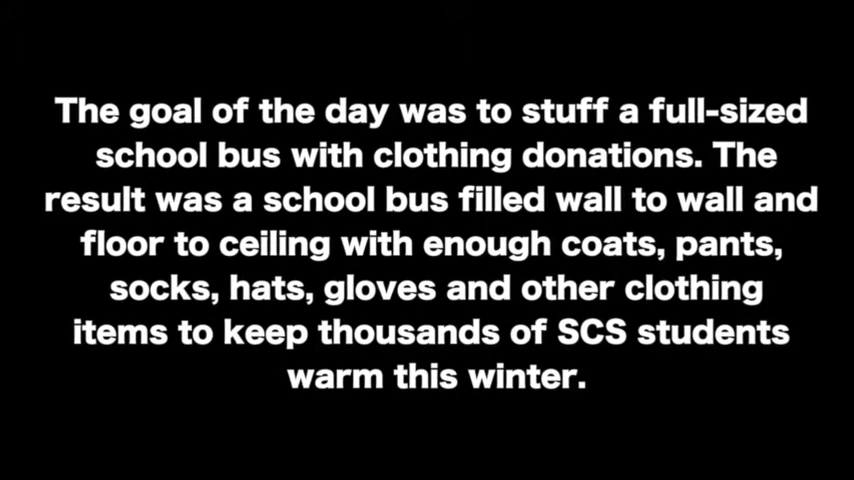 The goal of the day was to stuff a full-sized
school bus with clothing donations. The
result was a school bus filled wall to wall and
floor to ceiling with enough coats, pants,
socks, hats, gloves and other clothing
items to keep thousands of SCS students
warm this winter.